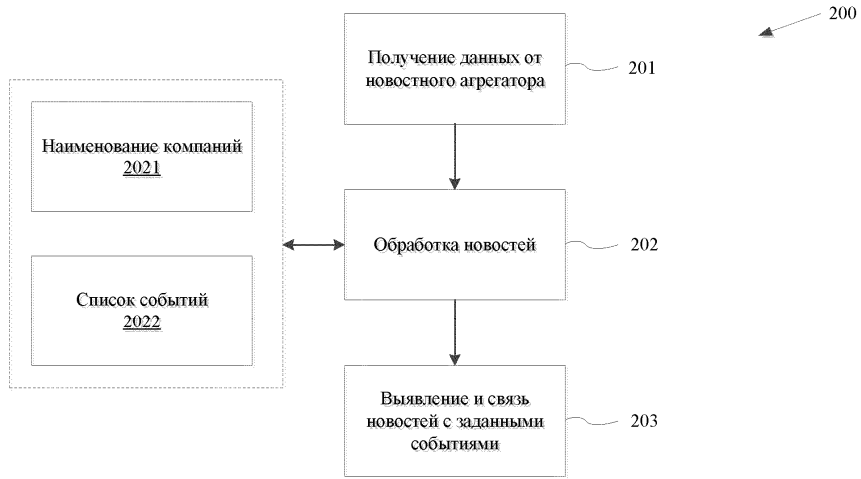 200
Получение данных от
новостного агрегатора
201
Наименование компаний
2021
Обработка новостей
202
Список событий
2022
Выявление и связь
новостей с заданными
событиями
203